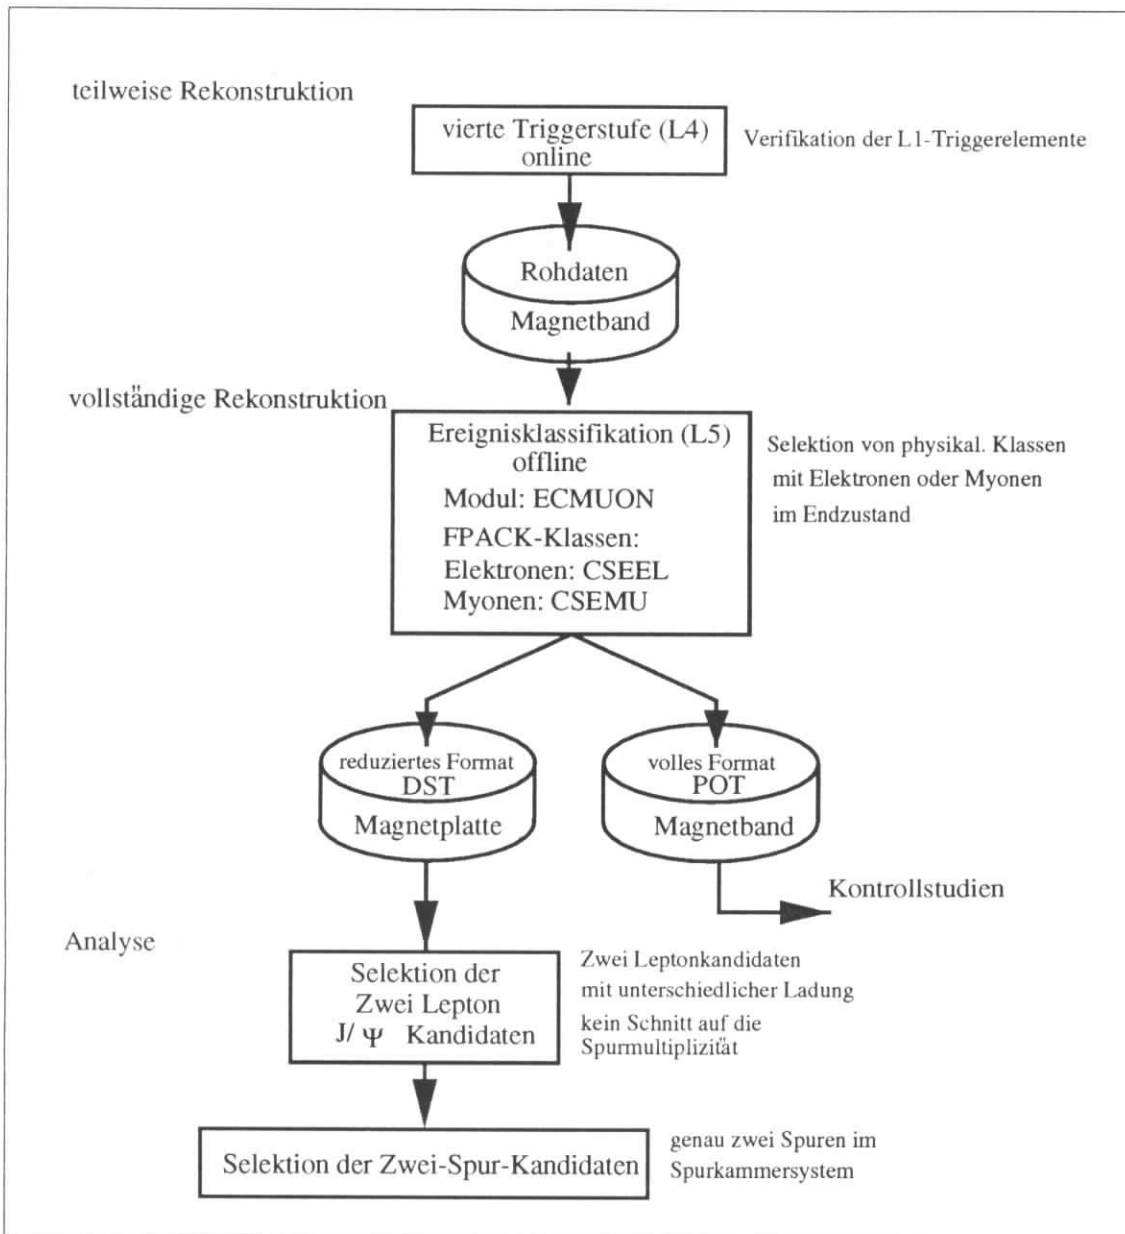 teilweise Rekonstruktion
vierte Triggerstufe (L4)
online
Verifikation der L1-Triggerelemente
Rohdaten
Magnetband
vollständige Rekonstruktion
Ereignisklassifikation (L5)
offline
Modul: ECMUON
FPACK-Klassen:
Elektronen: CSEEL
Myonen: CSEMU
Selektion von physikal. Klassen
mit Elektronen oder Myonen
im Endzustand
reduziertes Format
DST
Magnetplatte
volles Format
POT
Magnetband
Kontrollstudien
Analyse
Selektion der
Zwei Lepton
J/ Ψ Kandidaten
Zwei Leptonkandidaten
mit unterschiedlicher Ladung
kein Schnitt auf die
Spurmultiplizität
Selektion der Zwei-Spur-Kandidaten
genau zwei Spuren im
Spurkammersystem